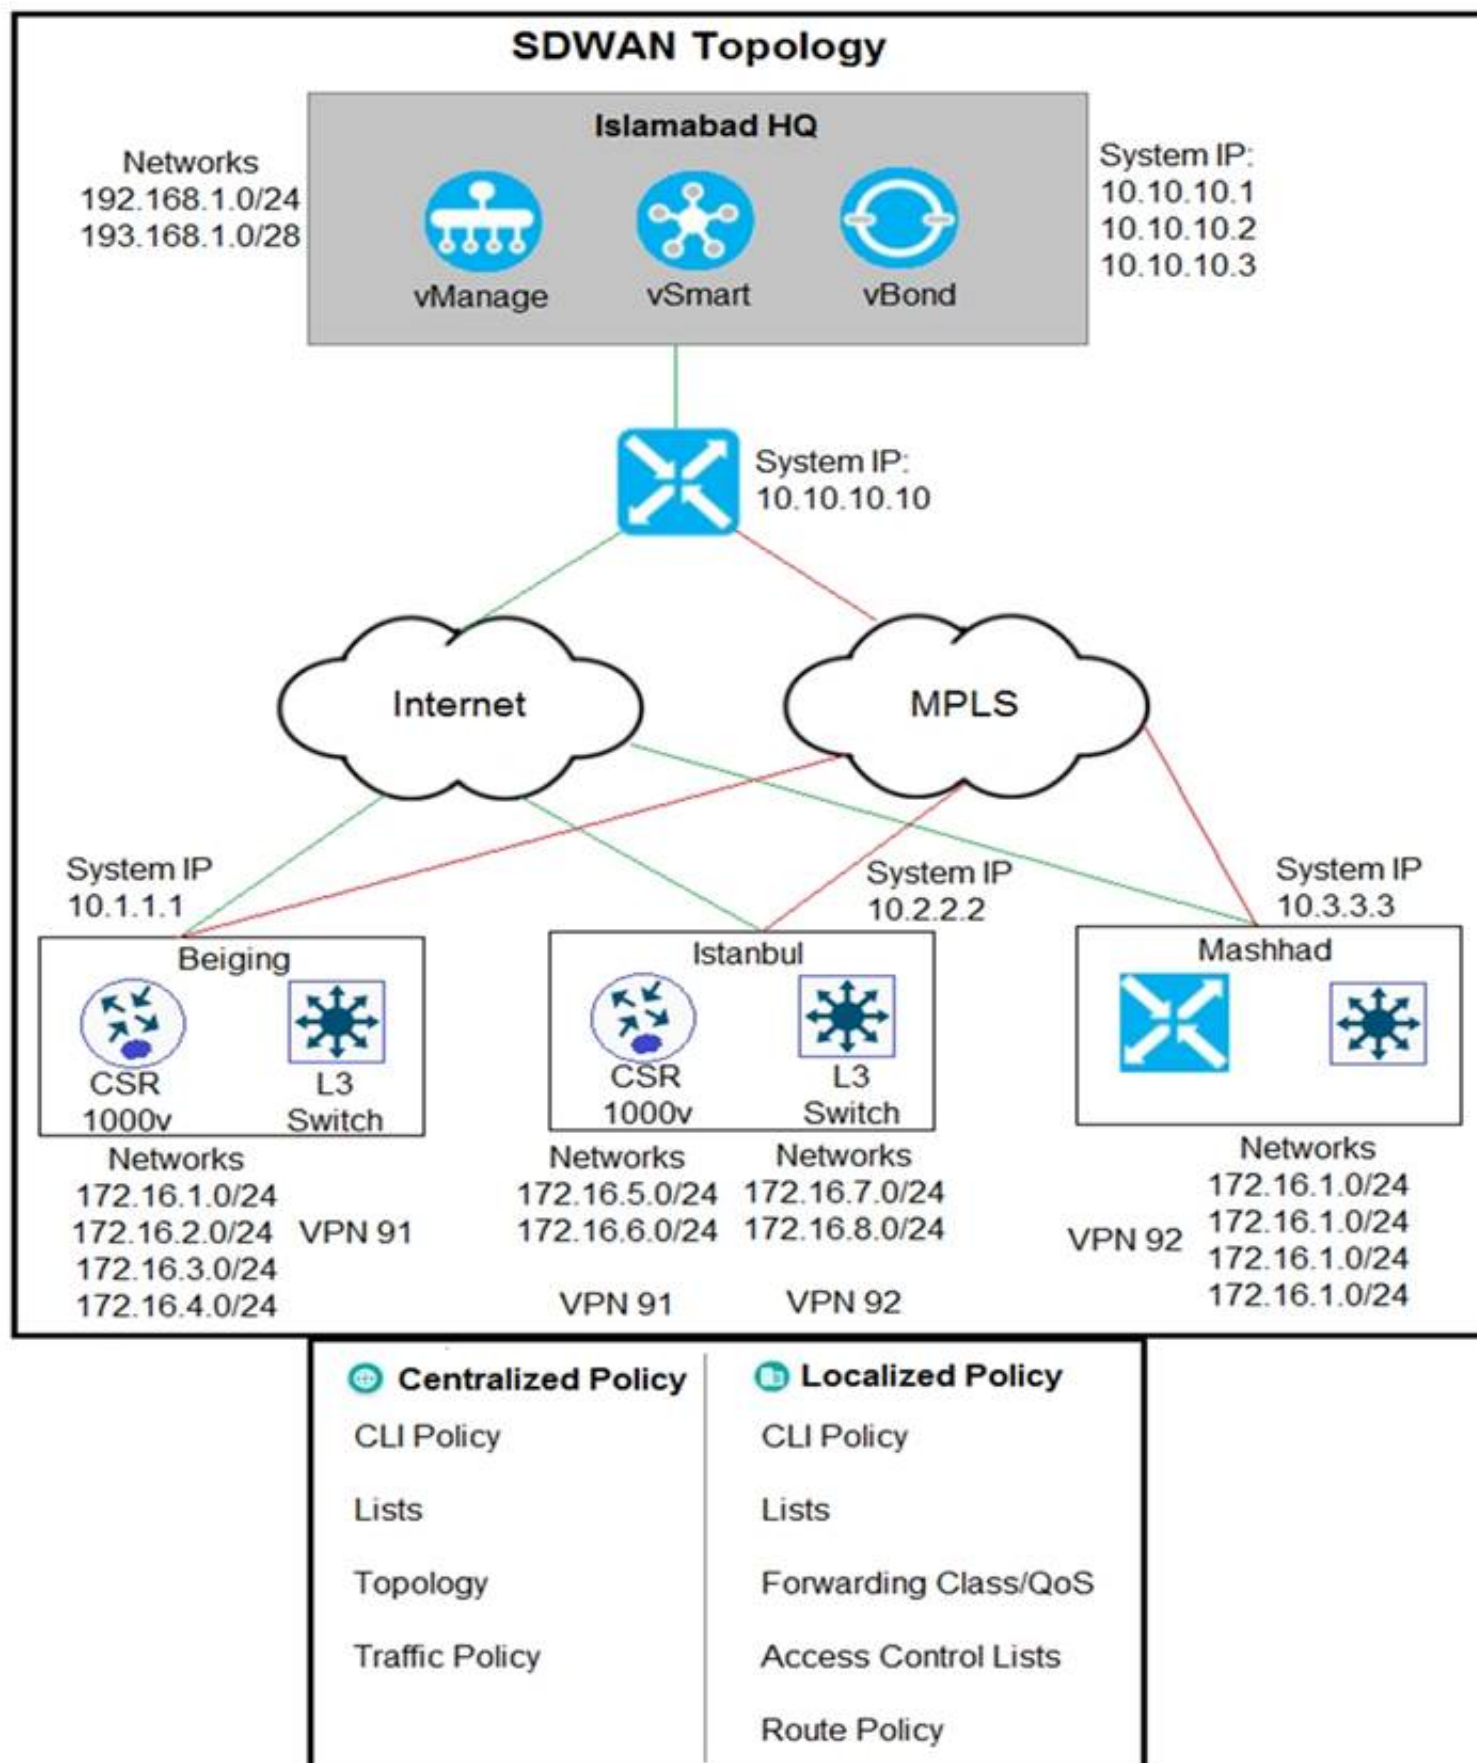 SDWAN Topology
Islamabad HQ
Networks
192.168.1.0/24
193.168.1.0/28
vManage
vSmart
vBond
System IP:
10.10.10.1
10.10.10.2
10.10.10.3
System IP:
10.10.10.10
Internet
MPLS
System IP
10.1.1.1
System IP
10.2.2.2
System IP
10.3.3.3
Beiging
CSR
1000v
L3
Switch
Istanbul
CSR
1000v
L3
Switch
Mashhad
Networks
172.16.1.0/24
172.16.2.0/24
172.16.3.0/24
172.16.4.0/24
VPN 91
Networks
172.16.5.0/24
172.16.6.0/24
VPN 91
Networks
172.16.7.0/24
172.16.8.0/24
VPN 92
VPN 92
Networks
172.16.1.0/24
172.16.1.0/24
172.16.1.0/24
172.16.1.0/24
Centralized Policy
CLI Policy
Lists
Topology
Traffic Policy
Localized Policy
CLI Policy
Lists
Forwarding Class/QoS
Access Control Lists
Route Policy